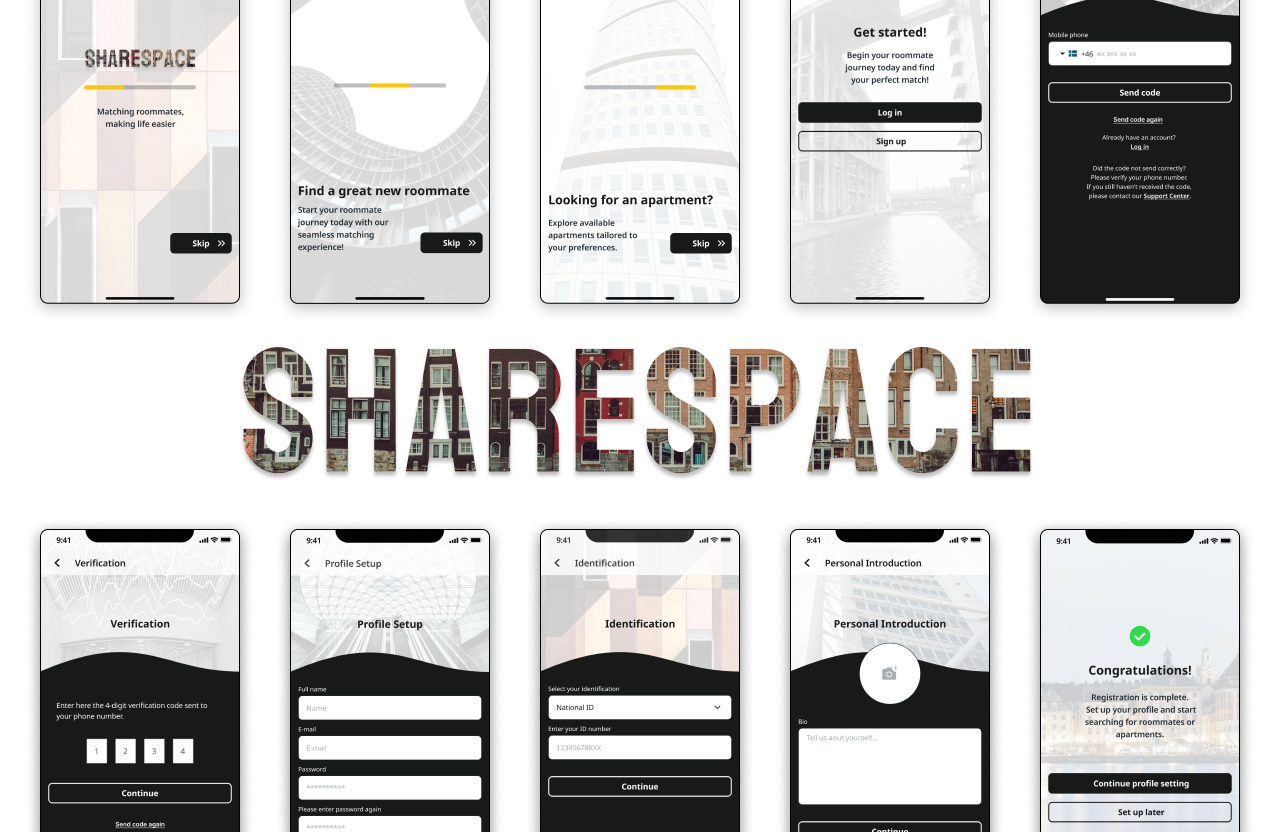 SHARESPACE
Matching roommates,
making life easier
Skip
Find a great new roommate
Start your roommate
journey today with our
seamless matching
experience!
Skip
Looking for an apartment?
Explore available
apartments tailored to
your preferences.
Skip
Get started!
Begin your roommate
journey today and find
your perfect match!
Log in
Sign up
Mobile phone
+46 xx xxx xx xx
Send code
Send code again
Already have an account?
Log in
Did the code not send correctly?
Please verify your phone number.
If you still haven't received the code,
please contact our Support Center.
SHARESPACE
9:41
Verification
Verification
Enter here the 4-digit verification code sent to
your phone number.
1 2 3 4
Continue
Send code again
9:41
Profile Setup
Profile Setup
Full name
Name
E-mail
E-mail
Password
**********
Please enter password again
**********
9:41
Identification
Identification
Select your identification
National ID
Enter your ID number
12345678XXX
Continue
9:41
Personal Introduction
Personal Introduction
Bio
Tell us aout yourself...
Continue
9:41
Congratulations!
Registration is complete.
Set up your profile and start
searching for roommates or
apartments.
Continue profile setting
Set up later